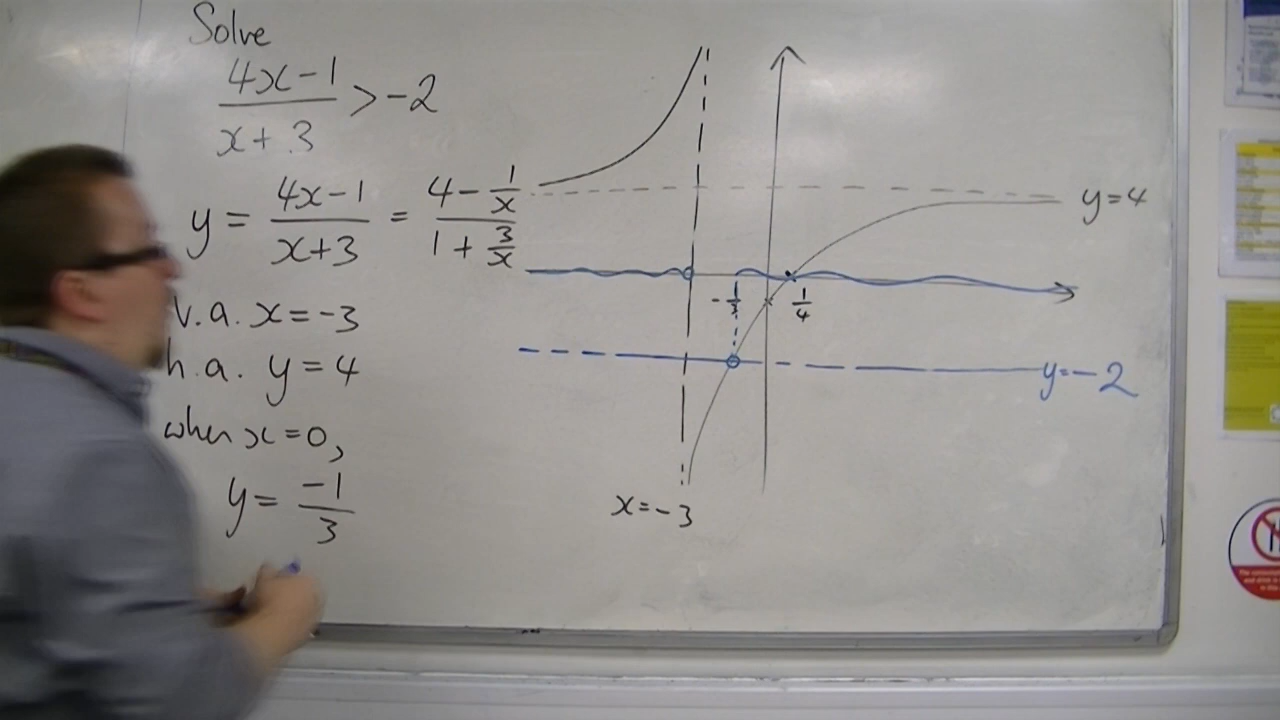 Solve
(4x-1)/(x+3) > -2
y = (4x-1)/(x+3) = (4 - 1/x)/(1 + 3/x)
v.a. x = -3
h.a. y = 4
when x = 0,
y = -1/3
y=4
-1/3
1/4
y=-2
x=-3